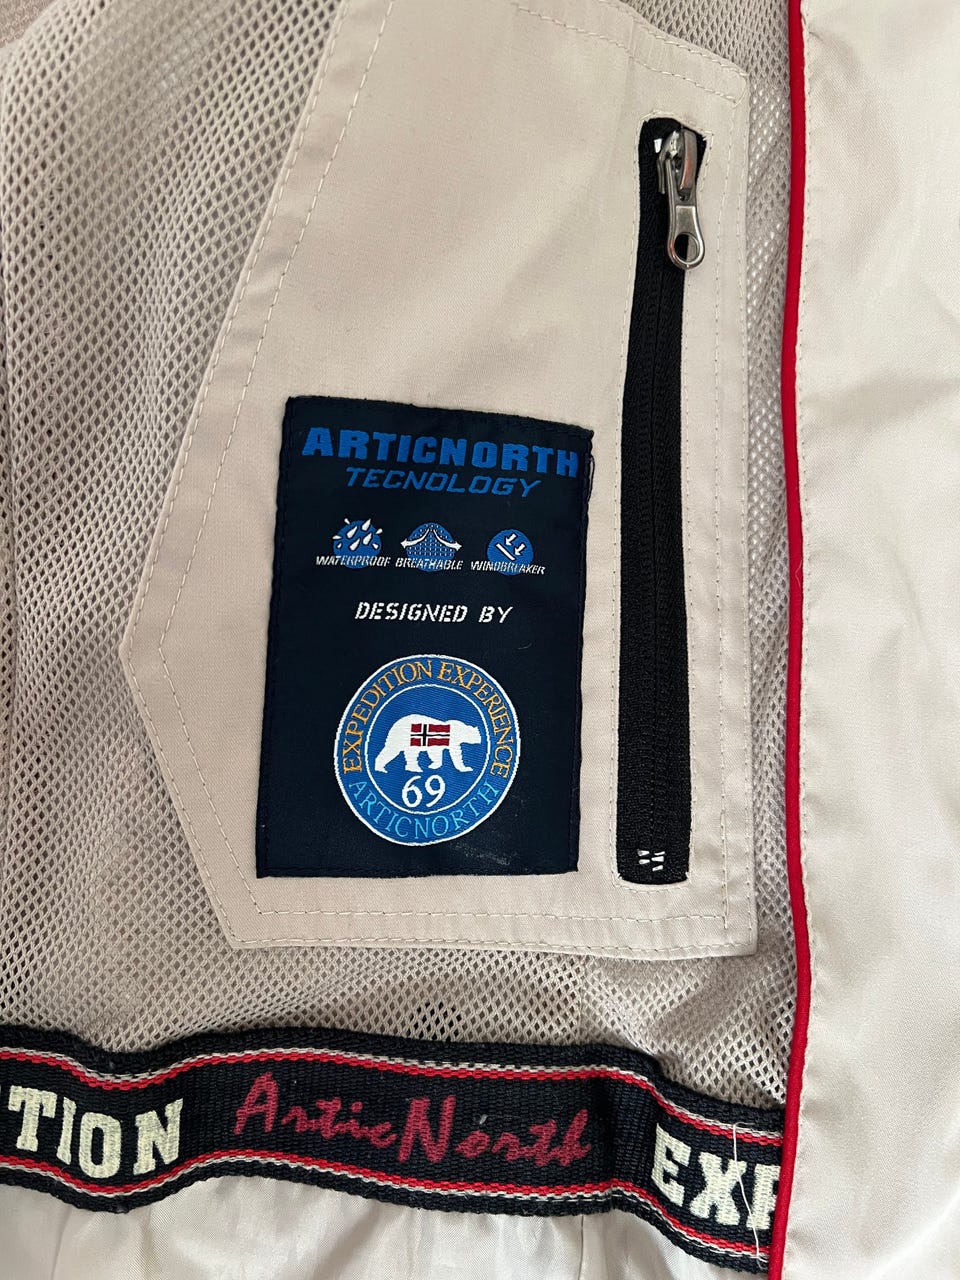 ARTICNORTH
TECNOLOGY
WATERPROOF BREATHABLE WINDBREAKER
DESIGNED BY
EXPEDITION EXPERIENCE
69
ARTICNORTH
TION ArticNorth EXP